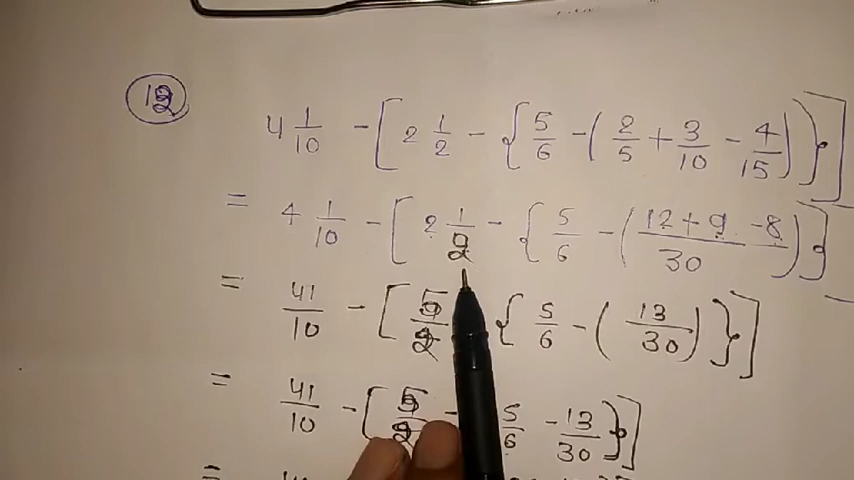 12
4 1/10 - [ 2 1/2 - { 5/6 - ( 2/5 + 3/10 - 4/15 ) } ]
= 4 1/10 - [ 2 1/2 - { 5/6 - ( 12 + 9 - 8/30 ) } ]
= 41/10 - [ 5/2 { 5/6 - ( 13/30 ) } ]
= 41/10 - [ 5/2 - 5/6 - 13/30 } ]
=